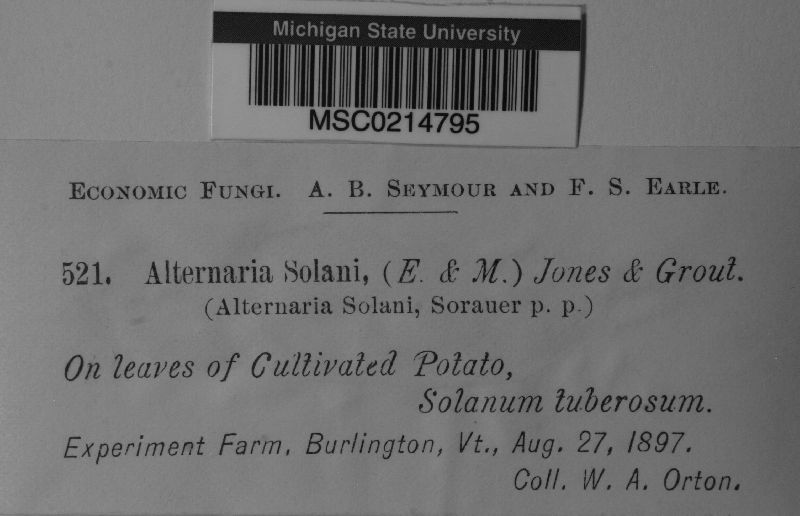 Michigan State University
MSC0214795
Economic Fungi. A. B. Seymour and F. S. Earle.
521. Alternaria Solani, (E. & M.) Jones & Grout.
(Alternaria Solani, Sorauer p. p.)
On leaves of Cultivated Potato,
Solanum tuberosum.
Experiment Farm, Burlington, Vt., Aug. 27, 1897.
Coll. W. A. Orton.